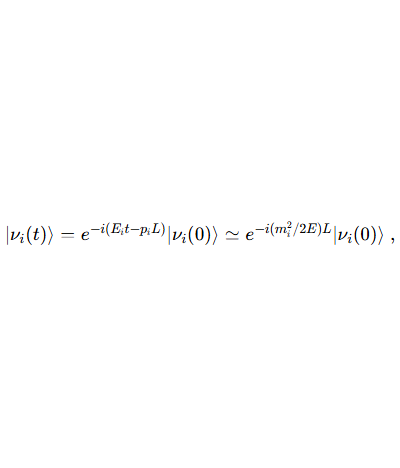 |ν_i(t)⟩ = e^{−i(E_i t−p_i L)}|ν_i(0)⟩ ≃ e^{−i(m_i^2/2E)L}|ν_i(0)⟩ ,